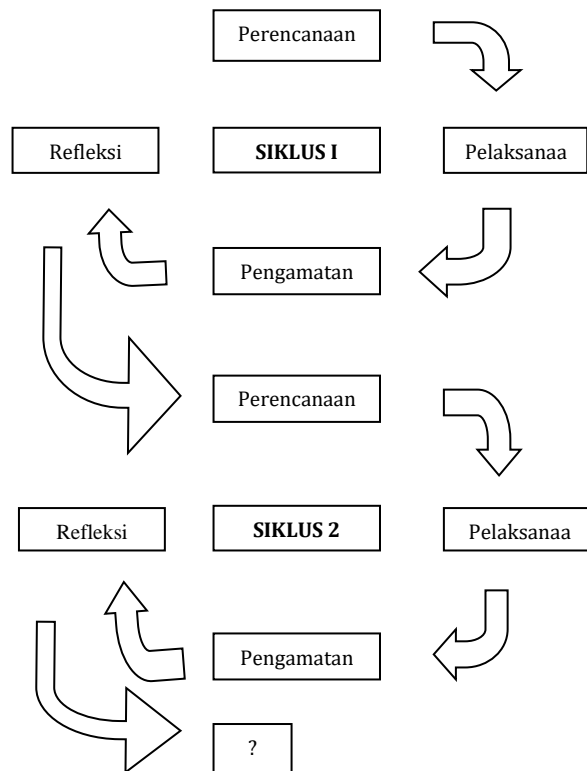 Perencanaan
Refleksi
SIKLUS I
Pelaksanaa
Pengamatan
Perencanaan
Refleksi
SIKLUS 2
Pelaksanaa
Pengamatan
?